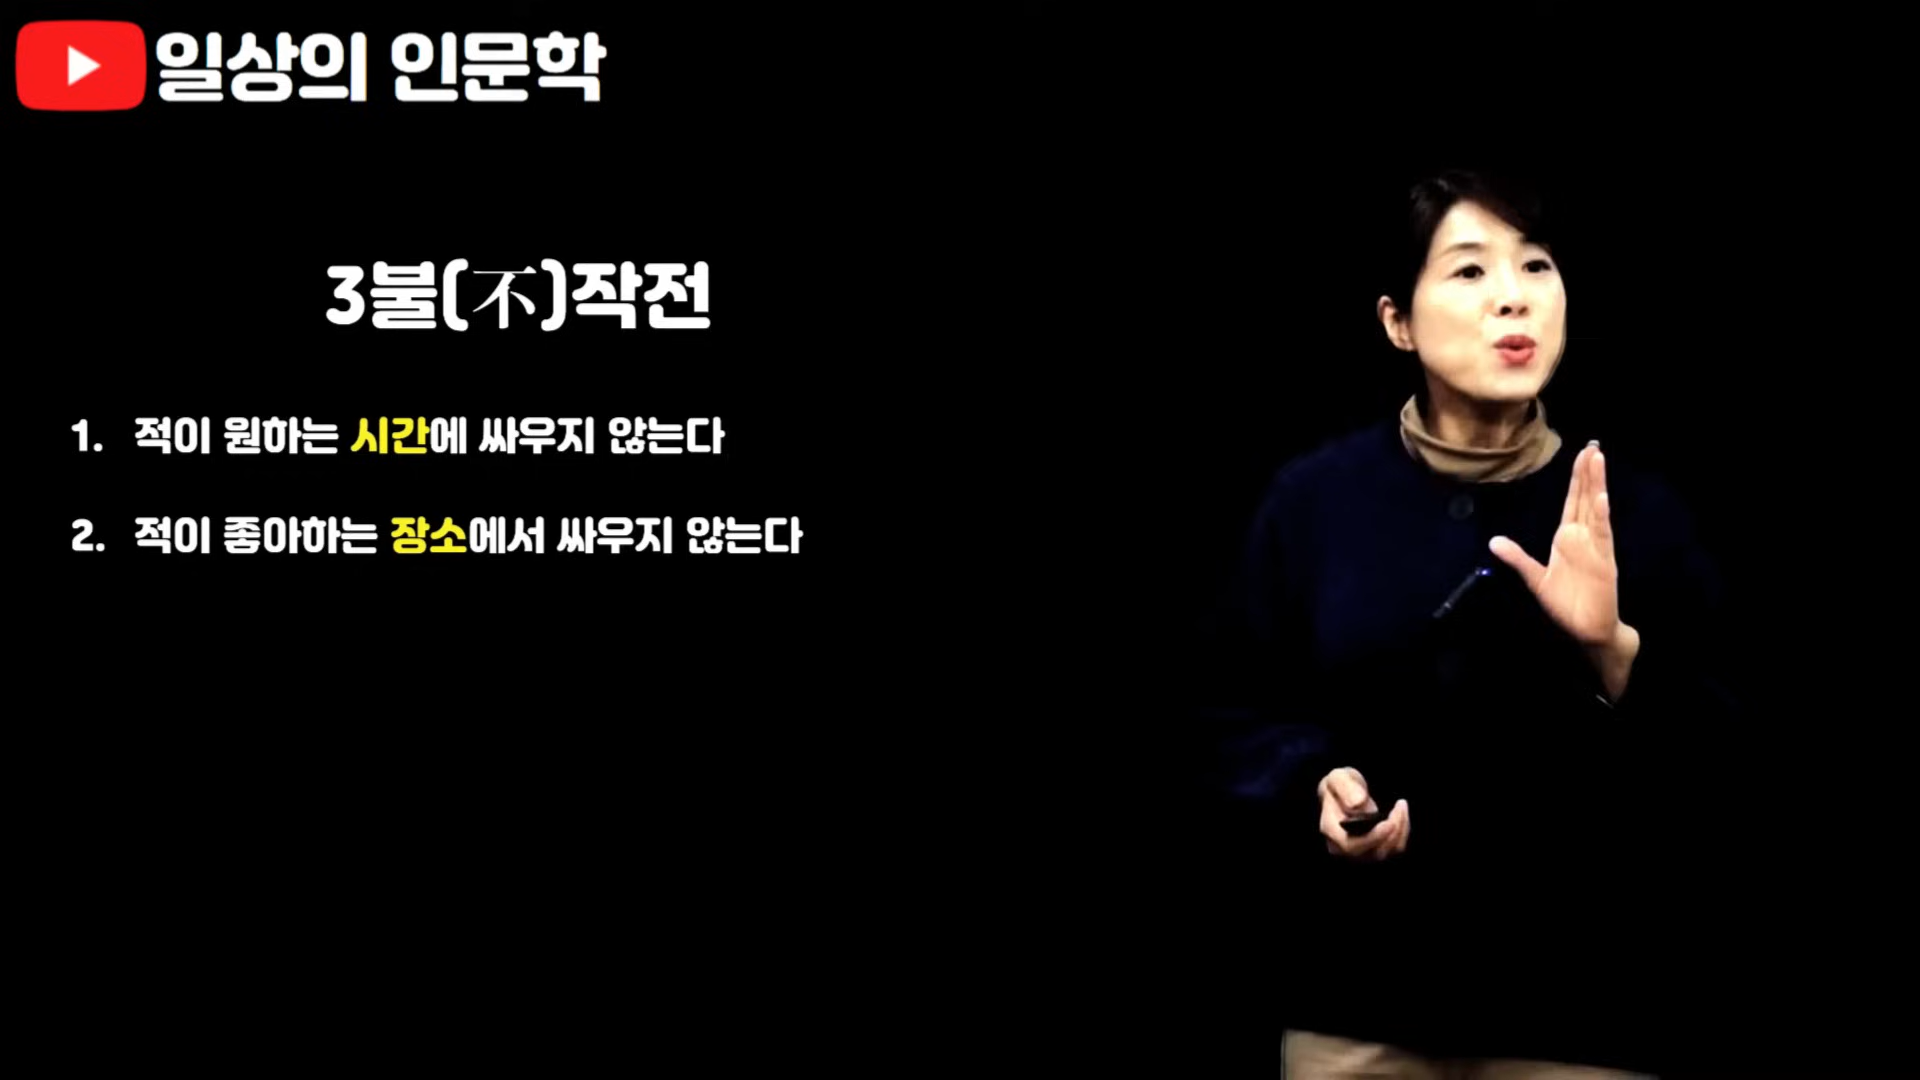 일상의 인문학
3불(不)작전
1. 적이 원하는 시간에 싸우지 않는다
2. 적이 좋아하는 장소에서 싸우지 않는다